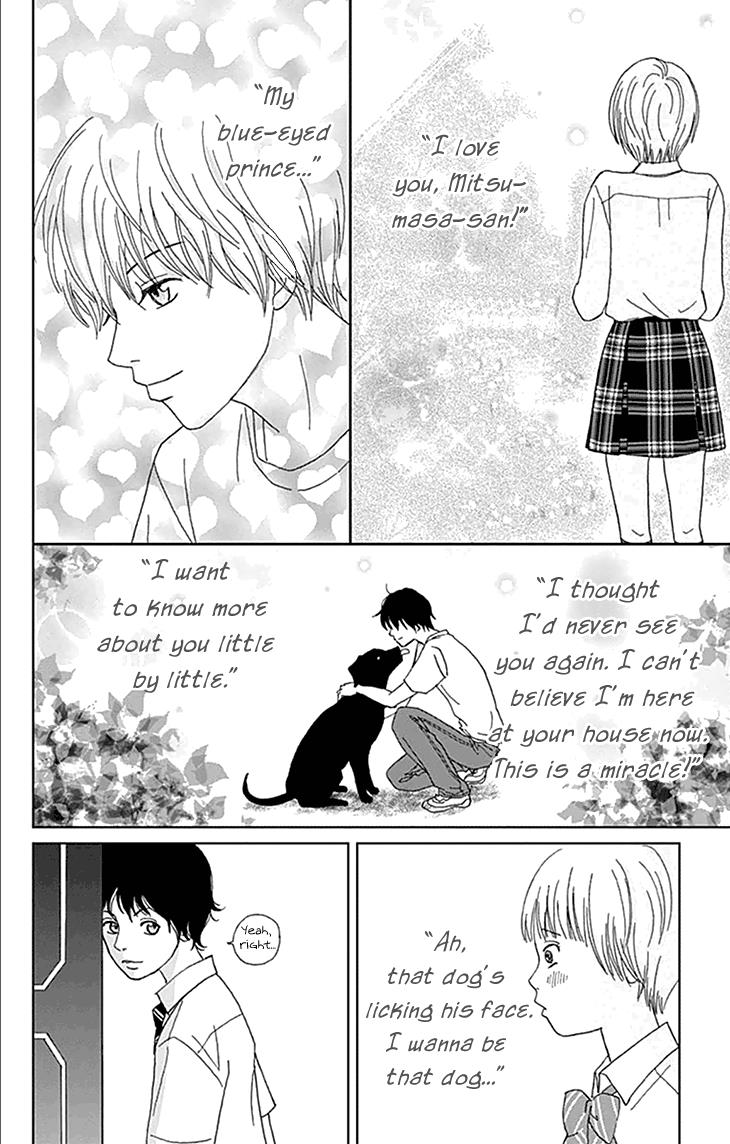 “I love
you, Mitsu-
masa-san!”
“My
blue-eyed
prince...”
“I thought
I'd never see
you again. I can't
believe I'm here
at your house now.
This is a miracle!”
“I want
to know more
about you little
by little.”
“Ah,
that dog's
licking his face.
I wanna be
that dog...”
Yeah,
right...